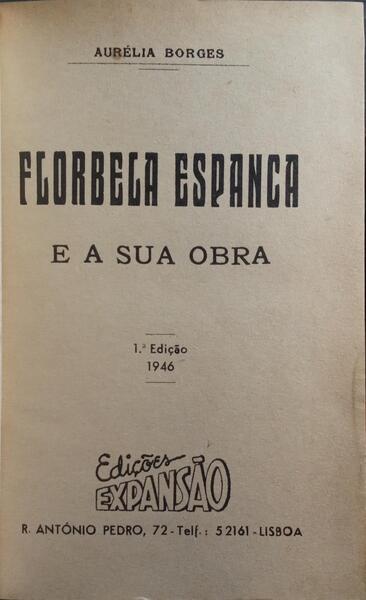 AURÉLIA BORGES
FLORBELA ESPANCA
E A SUA OBRA
1.ª Edição
1946
Edições
EXPANSÃO
R. ANTÓNIO PEDRO, 72 - Telf.: 52161 - LISBOA